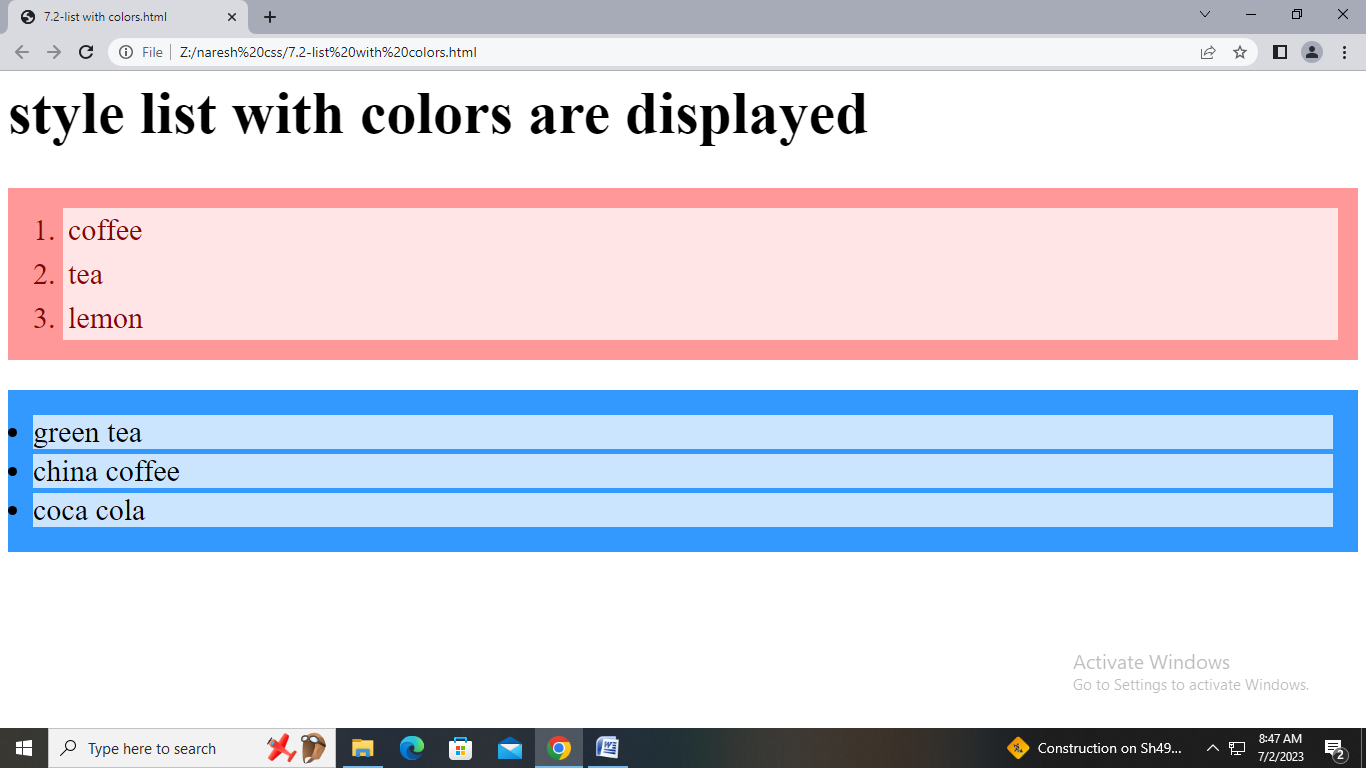 7.2-list with colors.html
File
Z:/naresh%20css/7.2-list%20with%20colors.html
style list with colors are displayed
1. coffee
2. tea
3. lemon
• green tea
• china coffee
• coca cola
Activate Windows
Go to Settings to activate Windows.
Type here to search
Construction on Sh49...
8:47 AM
7/2/2023
2